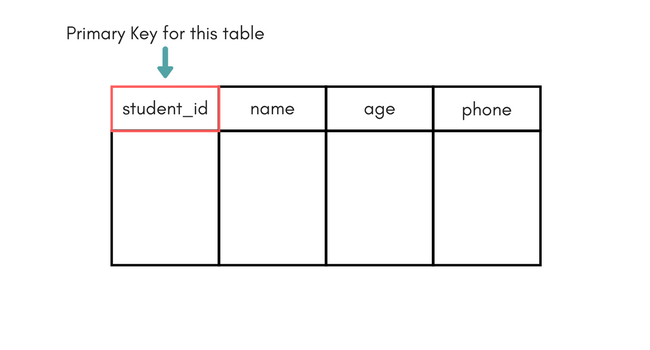 Primary Key for this table
student_id name age phone